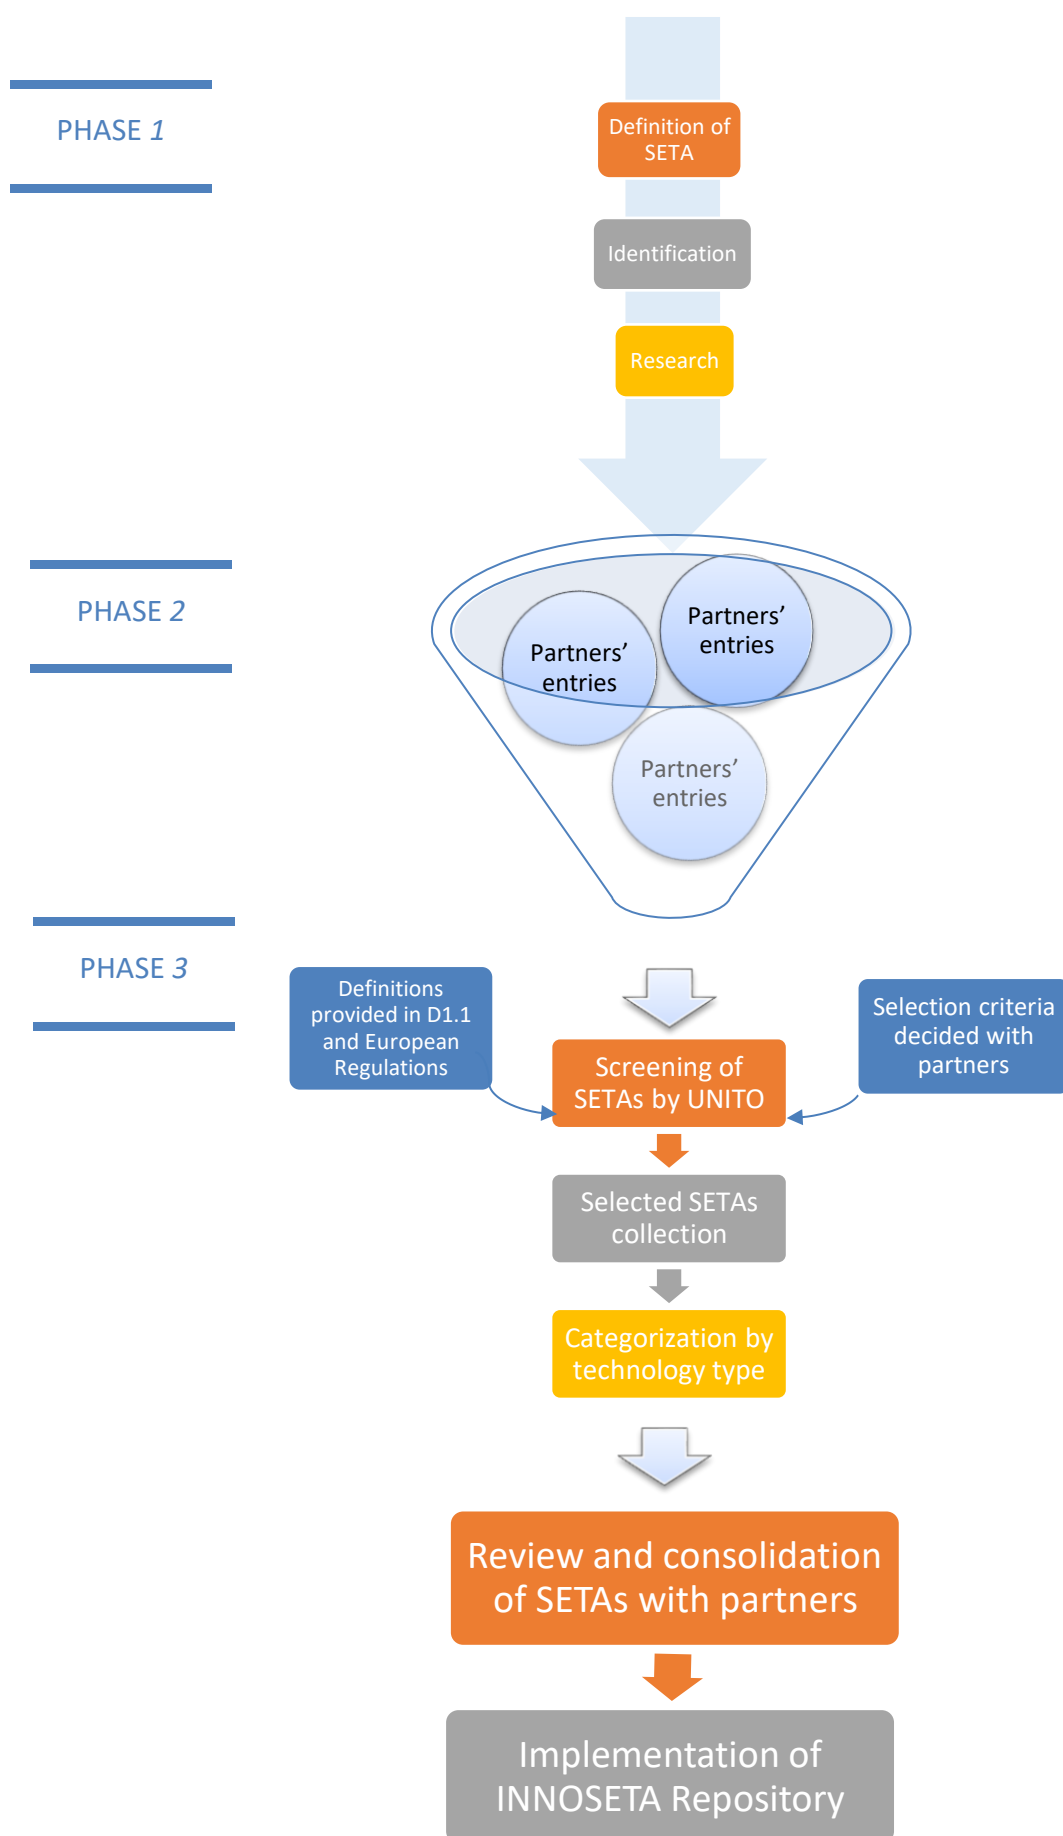 PHASE 1
Definition of
SETA
Identification
Research
PHASE 2
Partners’
entries
Partners’
entries
Partners’
entries
PHASE 3
Definitions
provided in D1.1
and European
Regulations
Selection criteria
decided with
partners
Screening of
SETAs by UNITO
Selected SETAs
collection
Categorization by
technology type
Review and consolidation
of SETAs with partners
Implementation of
INNOSETA Repository